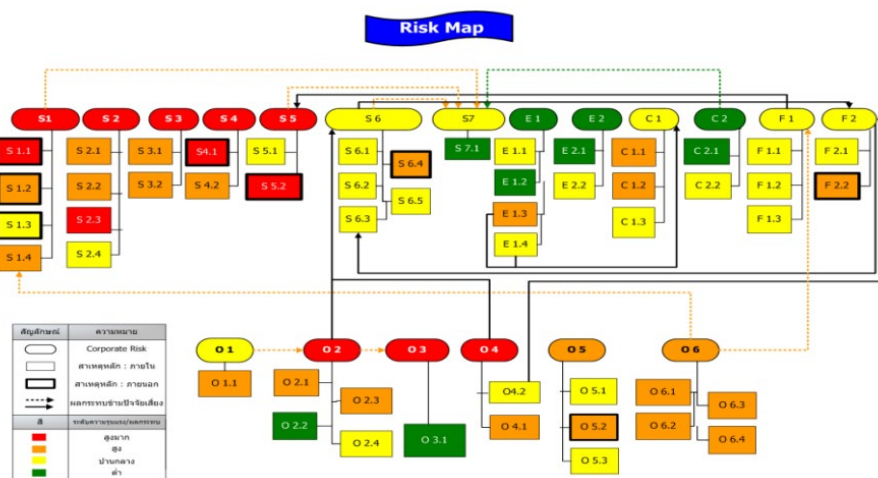 Risk Map
S1 S 2 S 3 S 4 S 5 S 6 S7 E 1 E 2 C 1 C 2 F 1 F 2
S 1.1 S 2.1 S 3.1 S4.1 S 5.1 S 6.1 S 6.4 S 7.1 E 1.1 E 2.1 C 1.1 C 2.1 F 1.1 F 2.1
S 1.2 S 2.2 S 3.2 S 4.2 S 5.2 S 6.2 S 6.5 E 1.2 E 2.2 C 1.2 C 2.2 F 1.2 F 2.2
S 1.3 S 2.3 S 6.3 E 1.3 C 1.3 F 1.3
S 1.4 S 2.4 E 1.4
O 1 O 2 O 3 O 4 O 5 O 6
O 1.1 O 2.1 O 2.3 O4.2 O 5.1 O 6.1 O 6.3
O 2.2 O 2.4 O 3.1 O 4.1 O 5.2 O 6.2 O 6.4
O 5.3
สัญลักษณ์ ความหมาย
Corporate Risk
สาเหตุหลัก : ภายใน
สาเหตุหลัก : ภายนอก
ผลกระทบข้ามปัจจัยเสี่ยง
สี ระดับความรุนแรง/ผลกระทบ
สูงมาก
สูง
ปานกลาง
ต่ำ